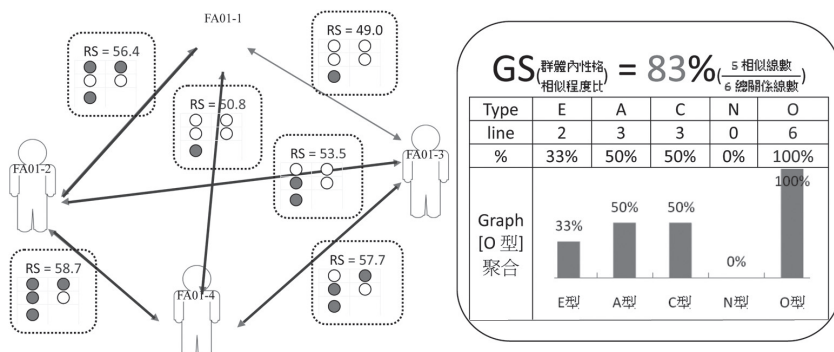 FA01-1
RS = 56.4
RS = 49.0
RS = 50.8
FA01-2
RS = 53.5
FA01-3
RS = 58.7
FA01-4
RS = 57.7
GS(群體內性格相似程度比) = 83%(5 相似線數/6 總關係線數)
Type E A C N O
line 2 3 3 0 6
% 33% 50% 50% 0% 100%
Graph
[O 型]
聚合
33% 50% 50% 0% 100%
E型 A型 C型 N型 O型